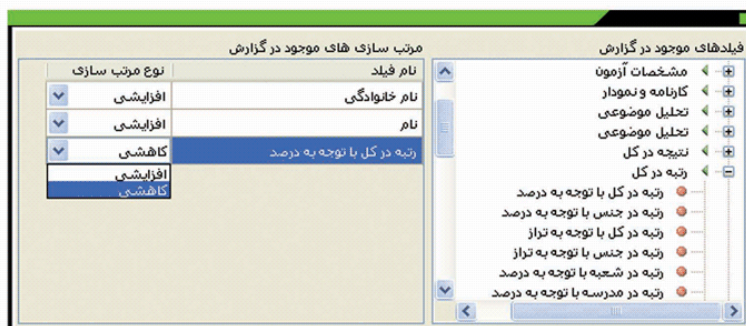 فیلدهای موجود در گزارش
مشخصات آزمون
کارنامه و نمودار
تحلیل موضوعی
تحلیل موضوعی
نتیجه در کل
رتبه در کل
رتبه در کل با توجه به درصد
رتبه در جنس با توجه به درصد
رتبه در کل با توجه به تراز
رتبه در جنس با توجه به تراز
رتبه در شعبه با توجه به درصد
رتبه در مدرسه با توجه به درصد
مرتب سازی های موجود در گزارش
نام فیلد نوع مرتب سازی
نام خانوادگی افزایشی
نام افزایشی
رتبه در کل با توجه به درصد کاهشی
افزایشی
کاهشی